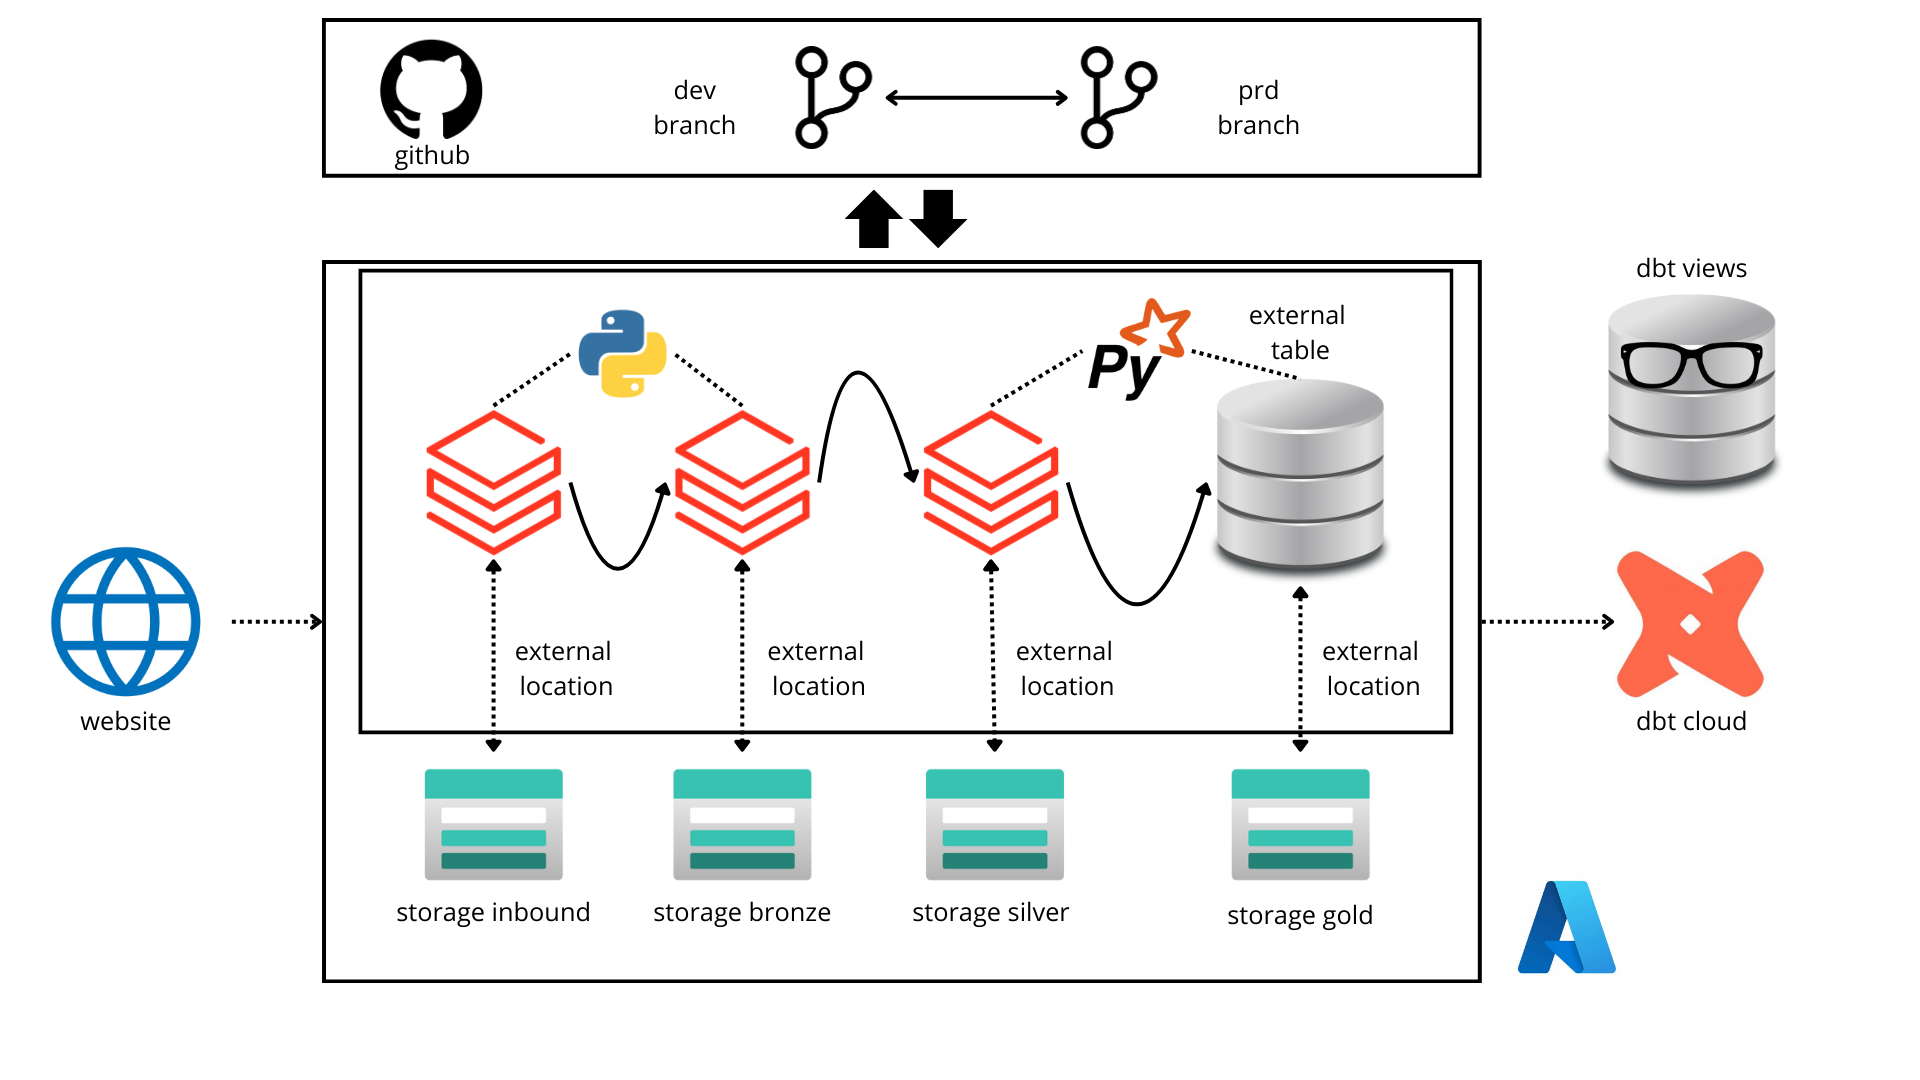 github
dev
branch
prd
branch
dbt views
external
table
Py
external
location
external
location
external
location
external
location
website
dbt cloud
storage inbound
storage bronze
storage silver
storage gold